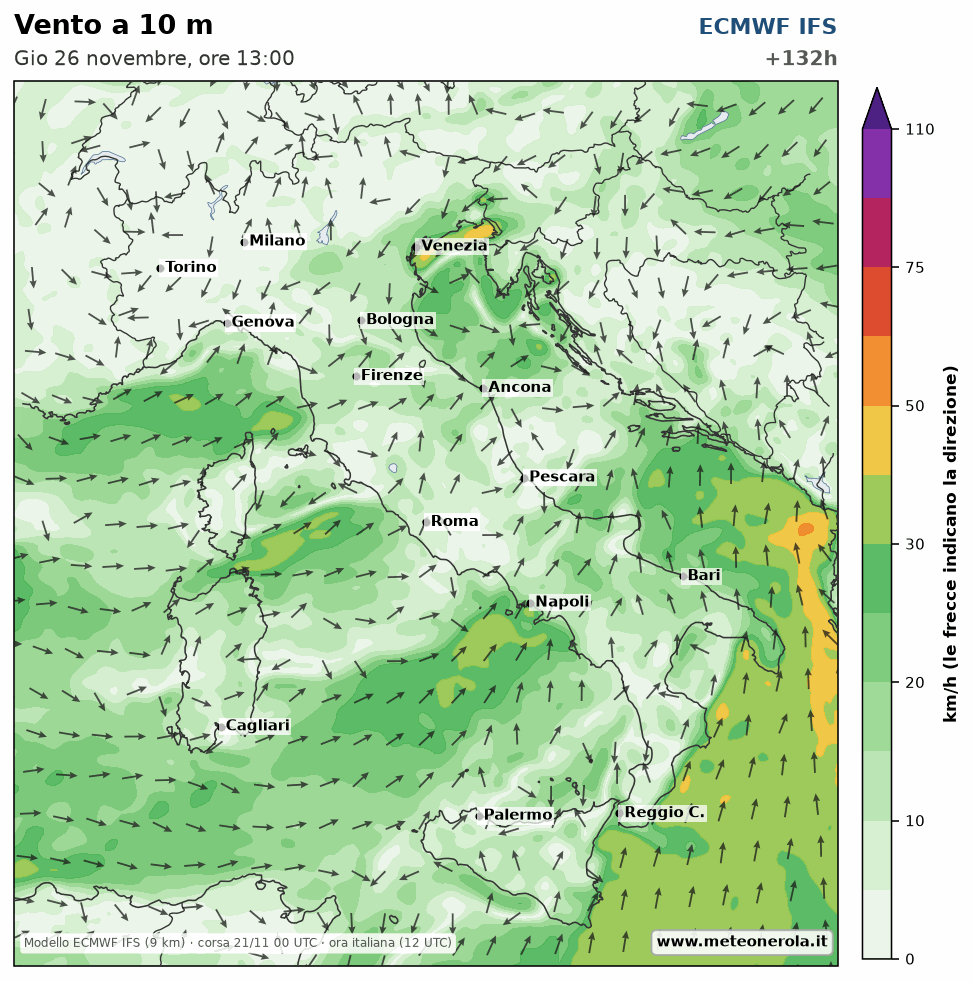 Vento a 10 m
ECMWF IFS
Gio 26 novembre, ore 13:00
+132h
110
75
50
30
20
10
0
km/h (le frecce indicano la direzione)
Venezia
Milano
Torino
Genova
Bologna
Firenze
Ancona
Pescara
Roma
Bari
Napoli
Cagliari
Palermo
Reggio C.
Modello ECMWF IFS (9 km) · corsa 21/11 00 UTC · ora italiana (12 UTC)
www.meteonerola.it